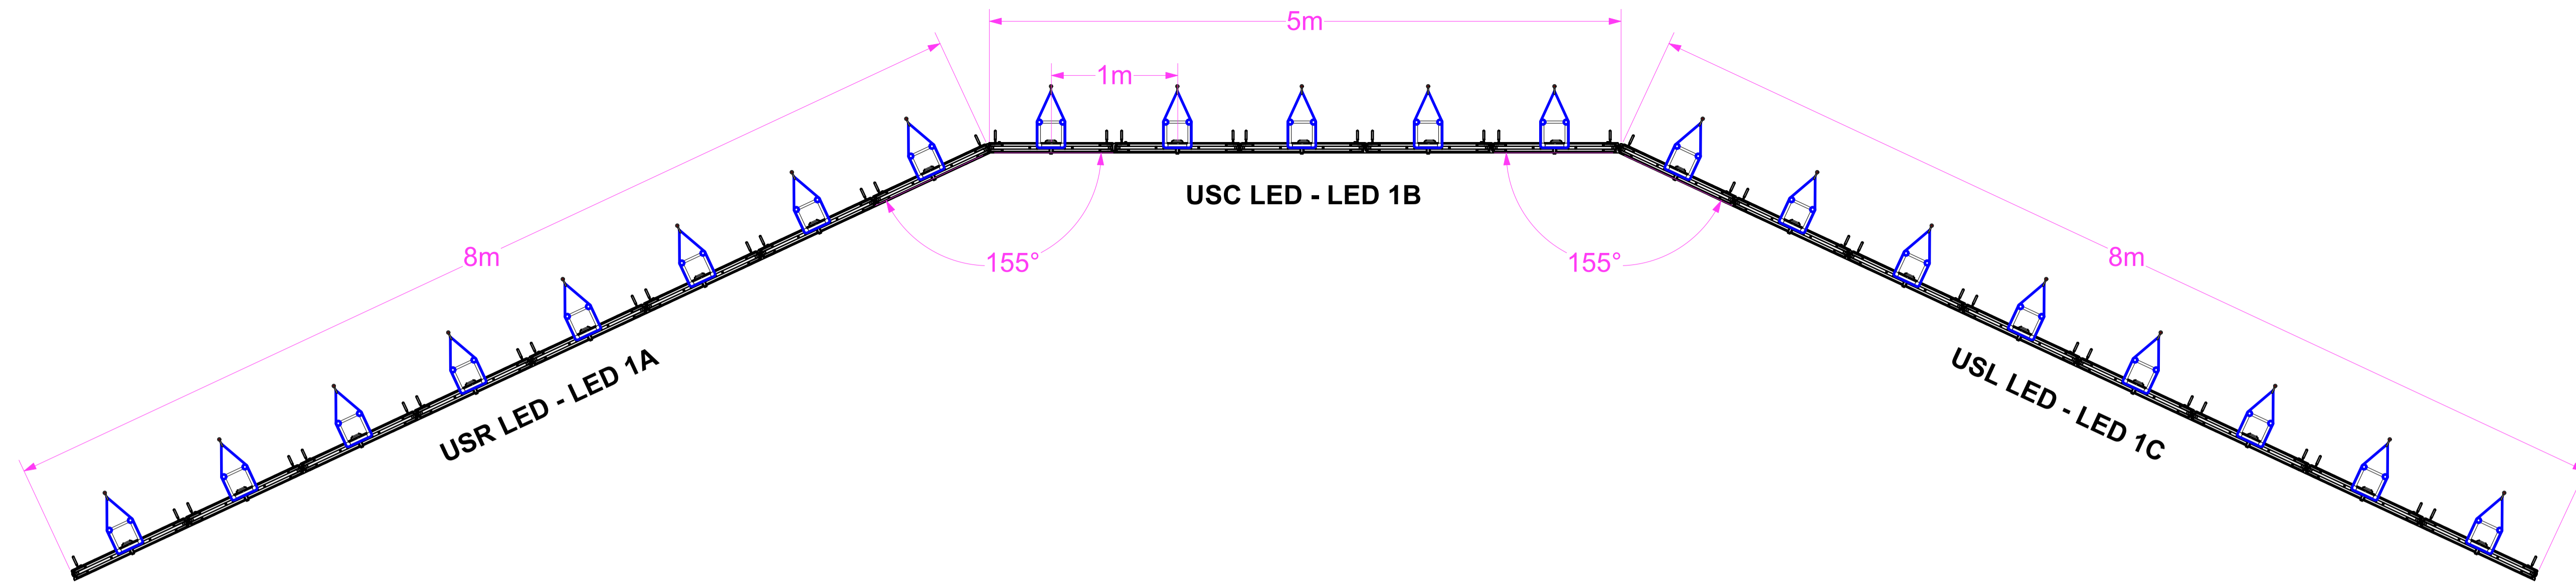 5m
1m
USC LED - LED 1B
8m
155°
155°
8m
USR LED - LED 1A
USL LED - LED 1C